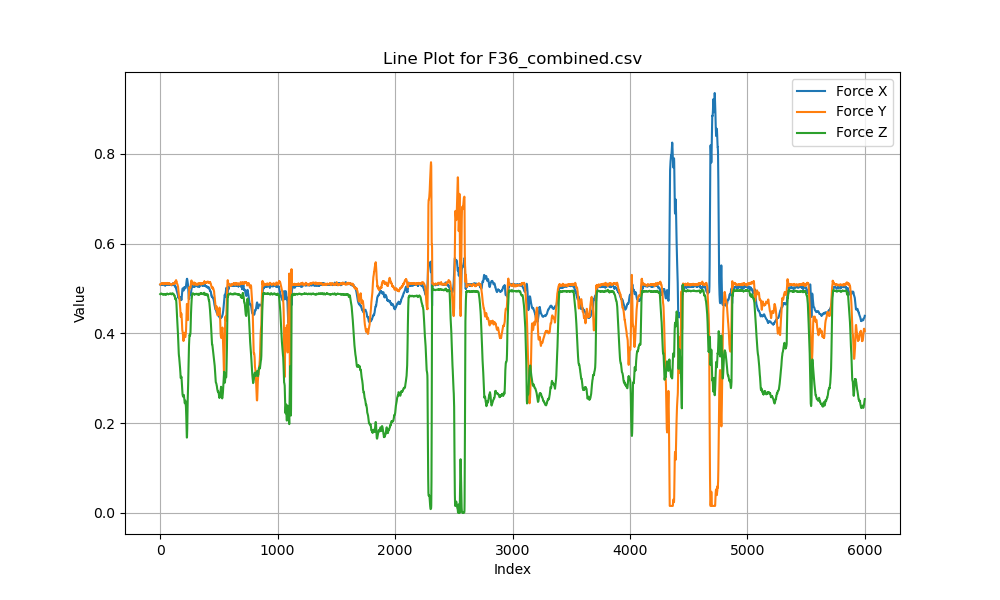 Line Plot for F36_combined.csv
Force X
Force Y
Force Z
Value
0.8
0.6
0.4
0.2
0.0
0 1000 2000 3000 4000 5000 6000
Index